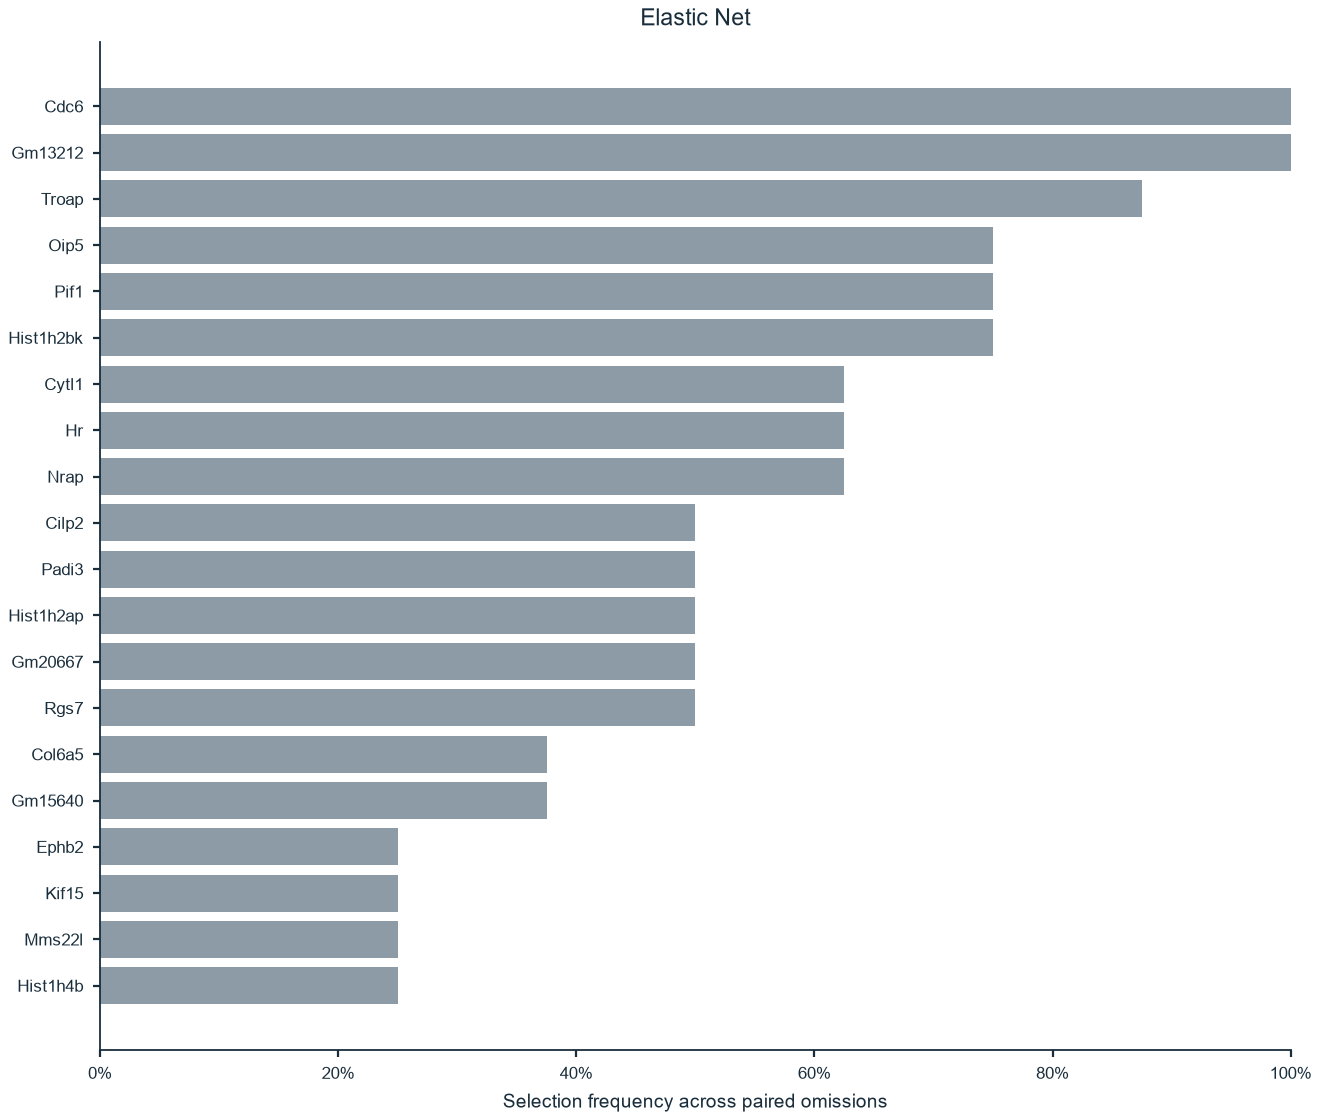 Elastic Net
Cdc6
Gm13212
Troap
Oip5
Pif1
Hist1h2bk
Cytl1
Hr
Nrap
Cilp2
Padi3
Hist1h2ap
Gm20667
Rgs7
Col6a5
Gm15640
Ephb2
Kif15
Mms22l
Hist1h4b
0% 20% 40% 60% 80% 100%
Selection frequency across paired omissions